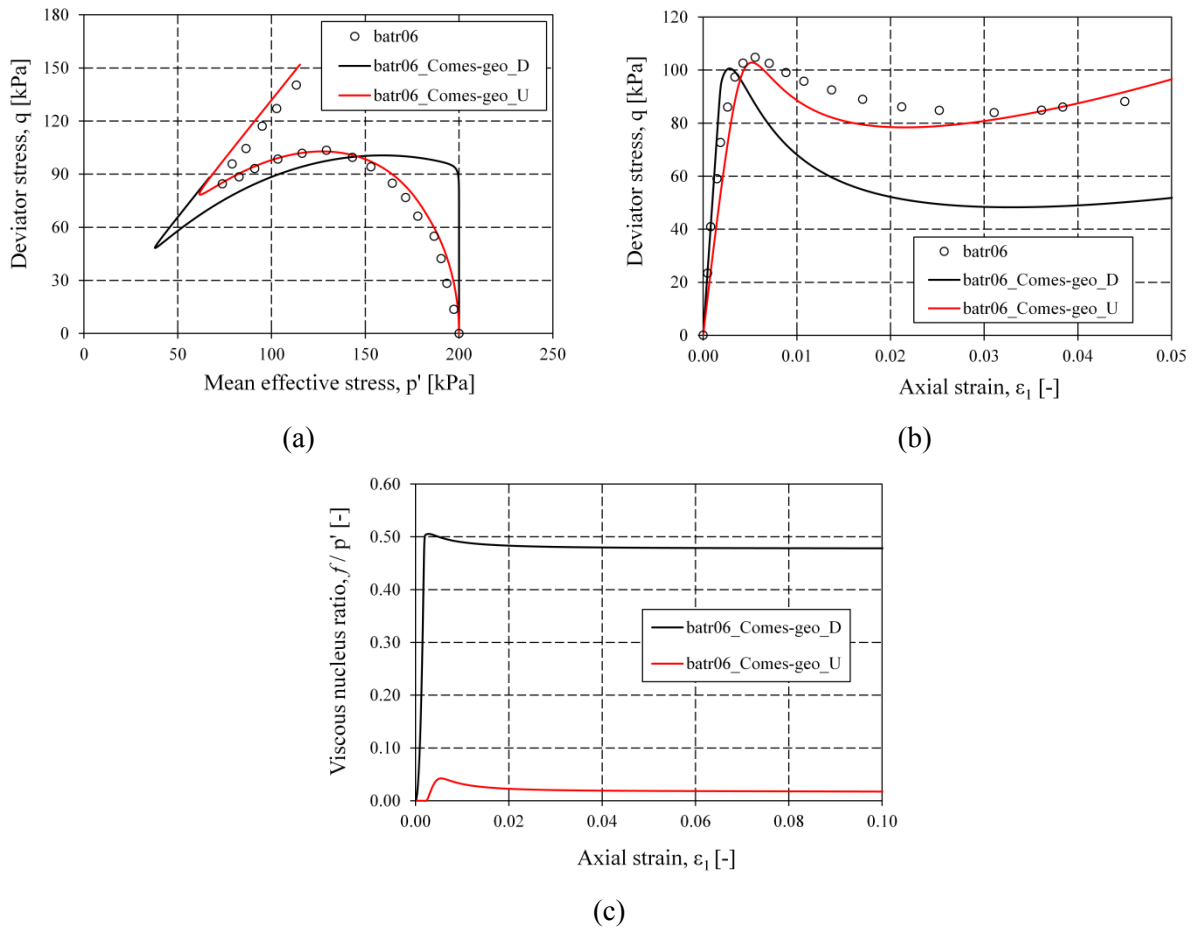 180
150
120
90
60
30
0
Deviator stress, q [kPa]
batr06
batr06_Comes-geo_D
batr06_Comes-geo_U
0 50 100 150 200 250
Mean effective stress, p' [kPa]
(a)
120
100
80
60
40
20
0
Deviator stress, q [kPa]
batr06
batr06_Comes-geo_D
batr06_Comes-geo_U
0.00 0.01 0.02 0.03 0.04 0.05
Axial strain, ε1 [-]
(b)
0.60
0.50
0.40
0.30
0.20
0.10
0.00
Viscous nucleus ratio, f / p' [-]
batr06_Comes-geo_D
batr06_Comes-geo_U
0.00 0.02 0.04 0.06 0.08 0.10
Axial strain, ε1 [-]
(c)